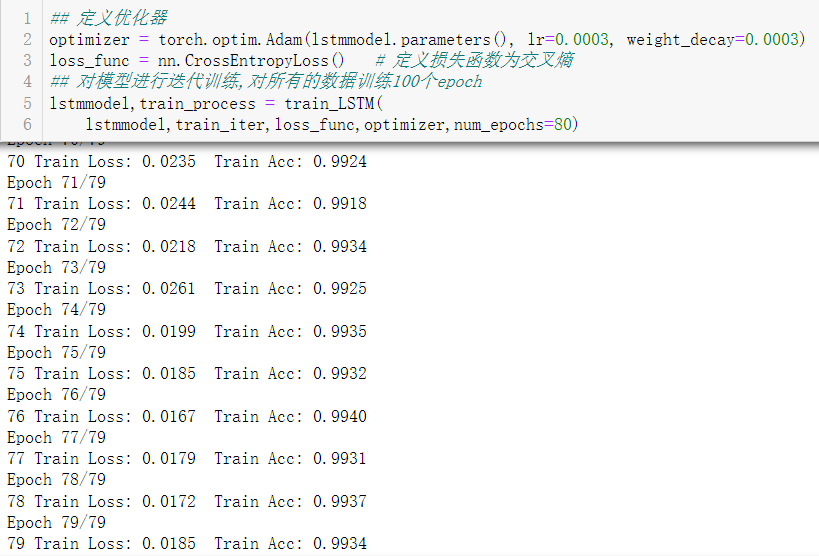 1 ## 定义优化器
2 optimizer = torch.optim.Adam(lstmmodel.parameters(), lr=0.0003, weight_decay=0.0003)
3 loss_func = nn.CrossEntropyLoss()   # 定义损失函数为交叉熵
4 ## 对模型进行迭代训练,对所有的数据训练100个epoch
5 lstmmodel,train_process = train_LSTM(
6     lstmmodel,train_iter,loss_func,optimizer,num_epochs=80)
Epoch 70/79
70 Train Loss: 0.0235  Train Acc: 0.9924
Epoch 71/79
71 Train Loss: 0.0244  Train Acc: 0.9918
Epoch 72/79
72 Train Loss: 0.0218  Train Acc: 0.9934
Epoch 73/79
73 Train Loss: 0.0261  Train Acc: 0.9925
Epoch 74/79
74 Train Loss: 0.0199  Train Acc: 0.9935
Epoch 75/79
75 Train Loss: 0.0185  Train Acc: 0.9932
Epoch 76/79
76 Train Loss: 0.0167  Train Acc: 0.9940
Epoch 77/79
77 Train Loss: 0.0179  Train Acc: 0.9931
Epoch 78/79
78 Train Loss: 0.0172  Train Acc: 0.9937
Epoch 79/79
79 Train Loss: 0.0185  Train Acc: 0.9934